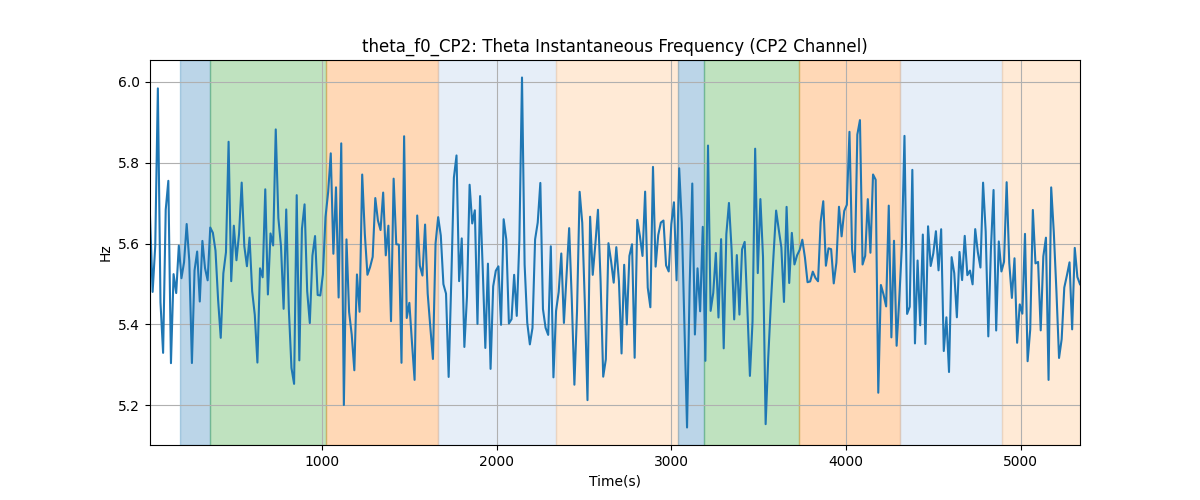 theta_f0_CP2: Theta Instantaneous Frequency (CP2 Channel)
6.0
5.8
5.6
5.4
5.2
Hz
1000 2000 3000 4000 5000
Time(s)